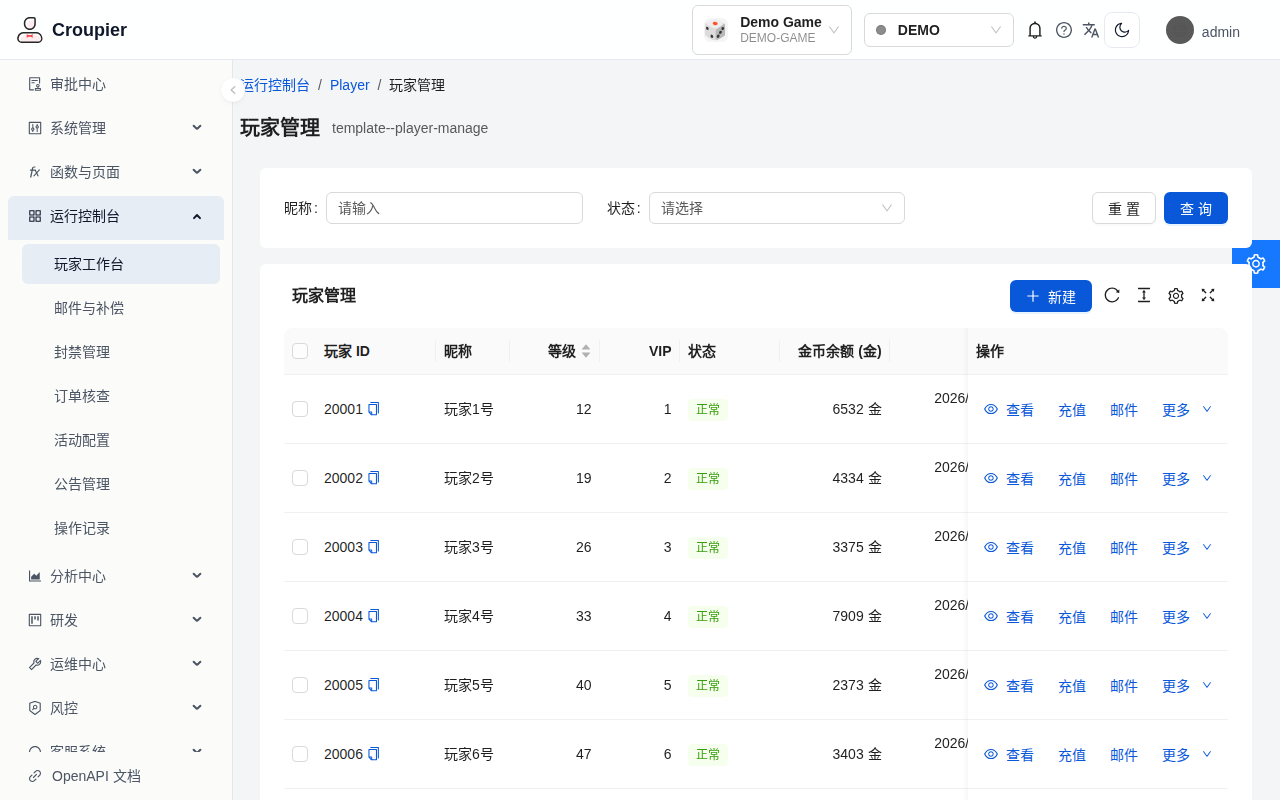 Croupier
Demo Game
DEMO-GAME
DEMO
admin
审批中心
系统管理
函数与页面
运行控制台
玩家工作台
邮件与补偿
封禁管理
订单核查
活动配置
公告管理
操作记录
分析中心
研发
运维中心
风控
客服系统
OpenAPI 文档
运行控制台 / Player / 玩家管理
玩家管理 template--player-manage
昵称: 请输入 状态: 请选择 重 置 查 询
玩家管理 新建
玩家 ID 昵称 等级 VIP 状态 金币余额 (金) 操作
20001 玩家1号 12 1 正常 6532 金 2026/ 查看 充值 邮件 更多
20002 玩家2号 19 2 正常 4334 金 2026/ 查看 充值 邮件 更多
20003 玩家3号 26 3 正常 3375 金 2026/ 查看 充值 邮件 更多
20004 玩家4号 33 4 正常 7909 金 2026/ 查看 充值 邮件 更多
20005 玩家5号 40 5 正常 2373 金 2026/ 查看 充值 邮件 更多
20006 玩家6号 47 6 正常 3403 金 2026/ 查看 充值 邮件 更多